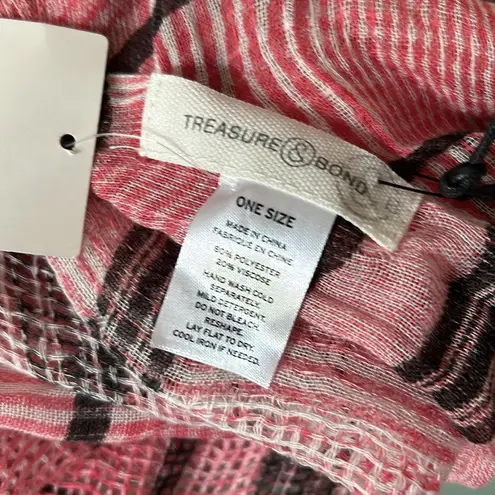 TREASURE & BOND
ONE SIZE
MADE IN CHINA
FABRIQUÉ EN CHINE
80% POLYESTER
20% VISCOSE
HAND WASH COLD
SEPARATELY.
MILD DETERGENT.
DO NOT BLEACH.
RESHAPE.
LAY FLAT TO DRY.
COOL IRON IF NEEDED.